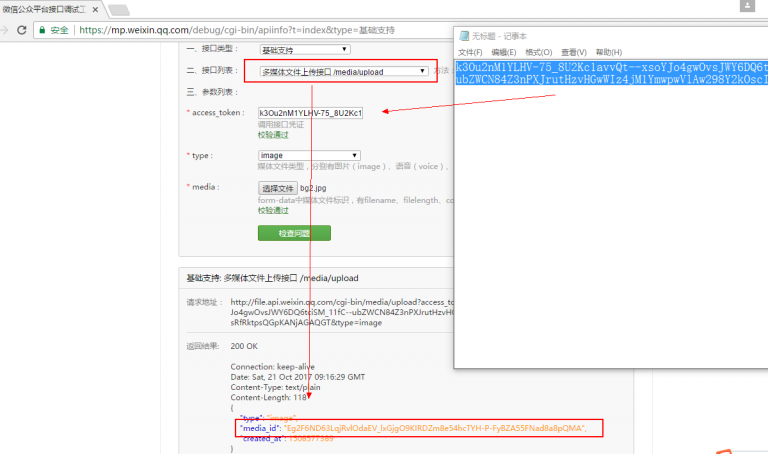 微信公众平台接口调试工
安全 | https://mp.weixin.qq.com/debug/cgi-bin/apiinfo?t=index&type=基础支持
一、接口类型： 基础支持
二、接口列表： 多媒体文件上传接口 /media/upload 方法：
三、参数列表：
* access_token : k3Ou2nM1YLHV-75_8U2Kc1
调用接口凭证
校验通过
* type : image
媒体文件类型，分别有图片（image）、语音（voice）、
* media : 选择文件 bg2.jpg
form-data中媒体文件标识，有filename、filelength、co
校验通过
检查问题
基础支持: 多媒体文件上传接口 /media/upload
请求地址： http://file.api.weixin.qq.com/cgi-bin/media/upload?access_to
Jo4gwOvsJWY6DQ6tciSM_11fC--ubZWCN84Z3nPXJrutHzvHG
sRfRktpsQGpKANjAGAQGT&type=image
返回结果: 200 OK
Connection: keep-alive
Date: Sat, 21 Oct 2017 09:16:29 GMT
Content-Type: text/plain
Content-Length: 118
{
"type": "image",
"media_id": "Eg2F6ND63LqjRvlOdaEV_lxGjgO9KIRDZm8e54hcTYH-P-FyBZA55FNad8a8pQMA",
"created_at": 1508577389
}
无标题 - 记事本
文件(F) 编辑(E) 格式(O) 查看(V) 帮助(H)
k3Ou2nM1YLHV-75_8U2Kc1avvQt--xsoYJo4gwOvsJWY6DQ6t
ubZWCN84Z3nPXJrutHzvHGwWIz4jM1YmwpwVlAw298Y2kOscI